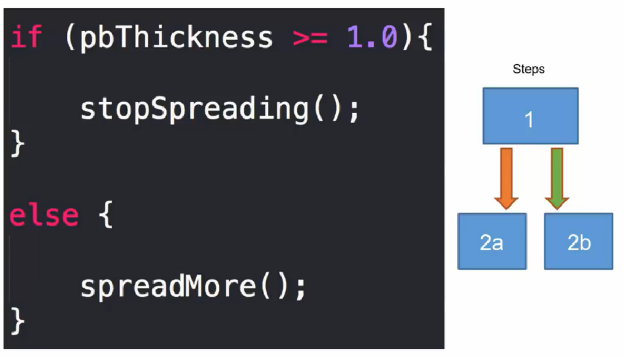 if (pbThickness >= 1.0){
stopSpreading();
}
else {
spreadMore();
}
Steps
1
2a
2b